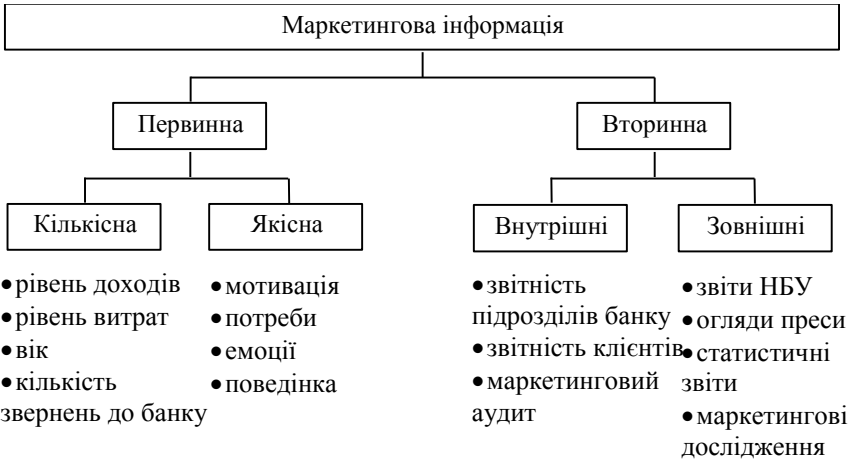 Маркетингова інформація
Первинна
Вторинна
Кількісна
Якісна
Внутрішні
Зовнішні
•рівень доходів
•рівень витрат
•вік
•кількість
звернень до банку
•мотивація
•потреби
•емоції
•поведінка
•звітність
підрозділів банку
•звітність клієнтів
•маркетинговий
аудит
•звіти НБУ
•огляди преси
•статистичні
звіти
•маркетингові
дослідження